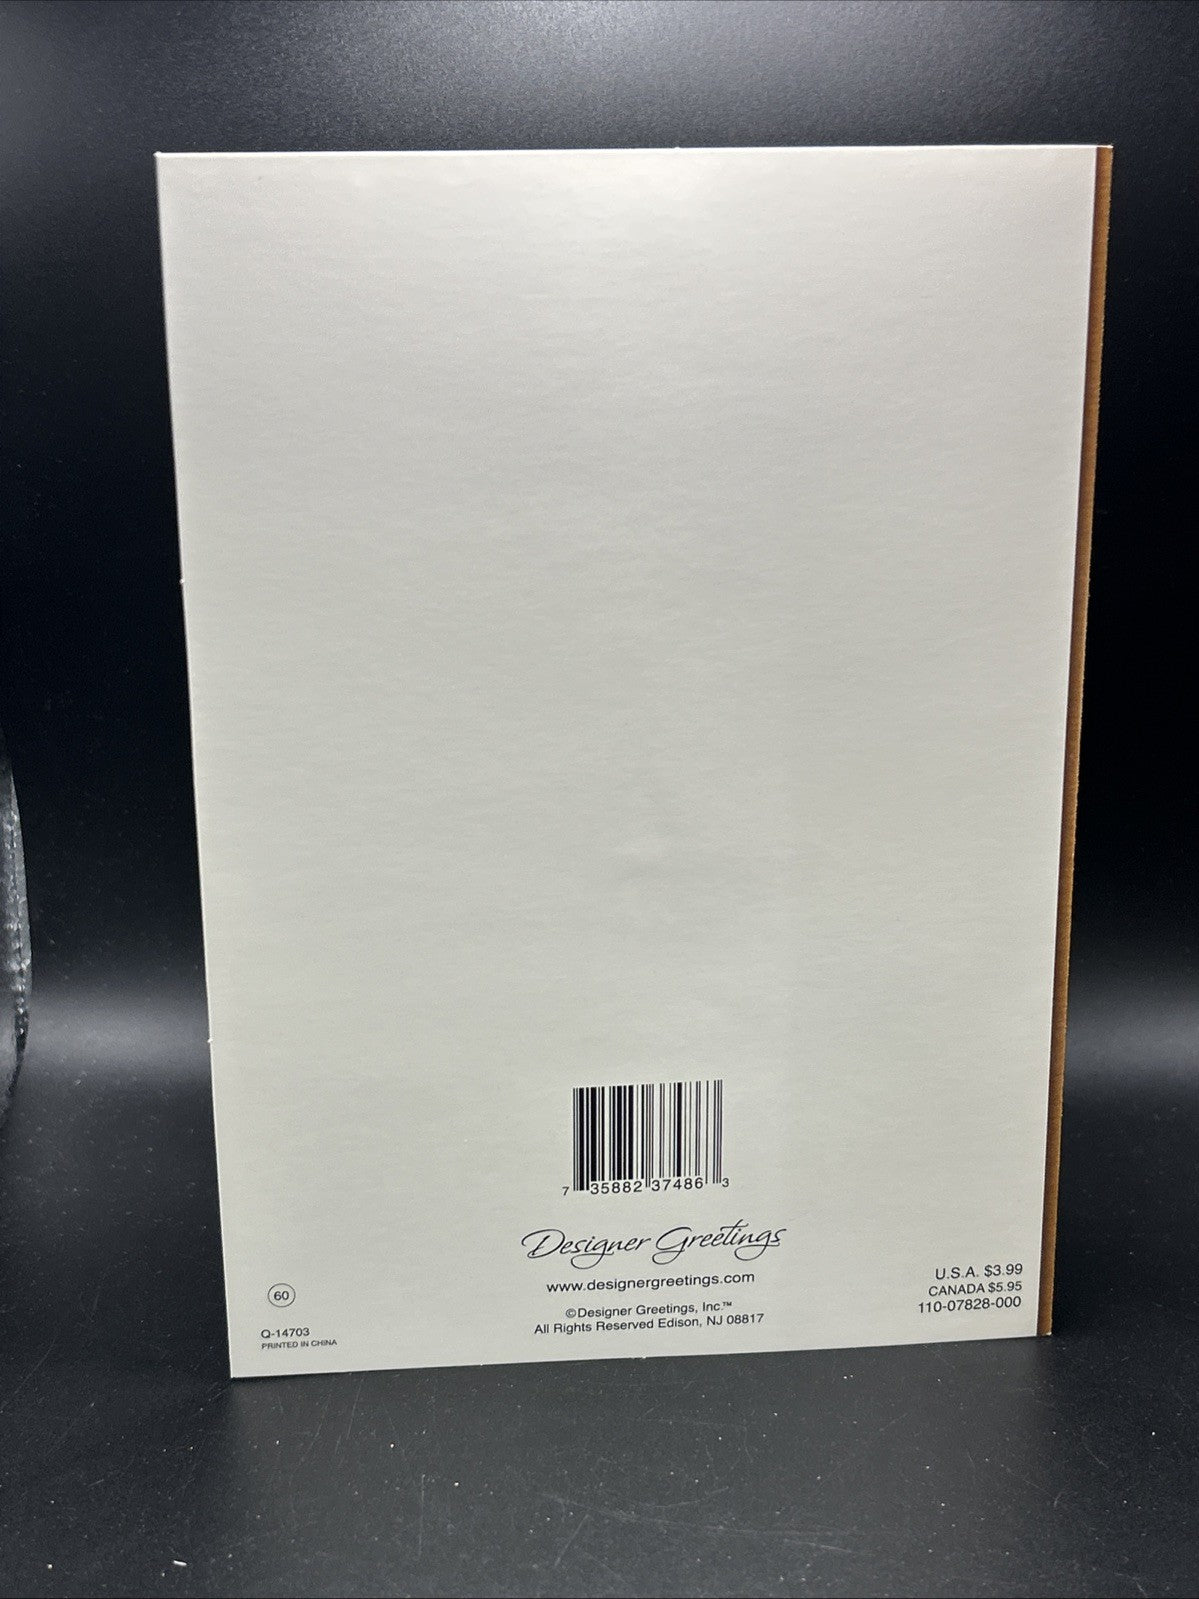 7 35882 37486 3
Designer Greetings
www.designergreetings.com
©Designer Greetings, Inc.™
All Rights Reserved Edison, NJ 08817
60
Q-14703
PRINTED IN CHINA
U.S.A. $3.99
CANADA $5.95
110-07828-000